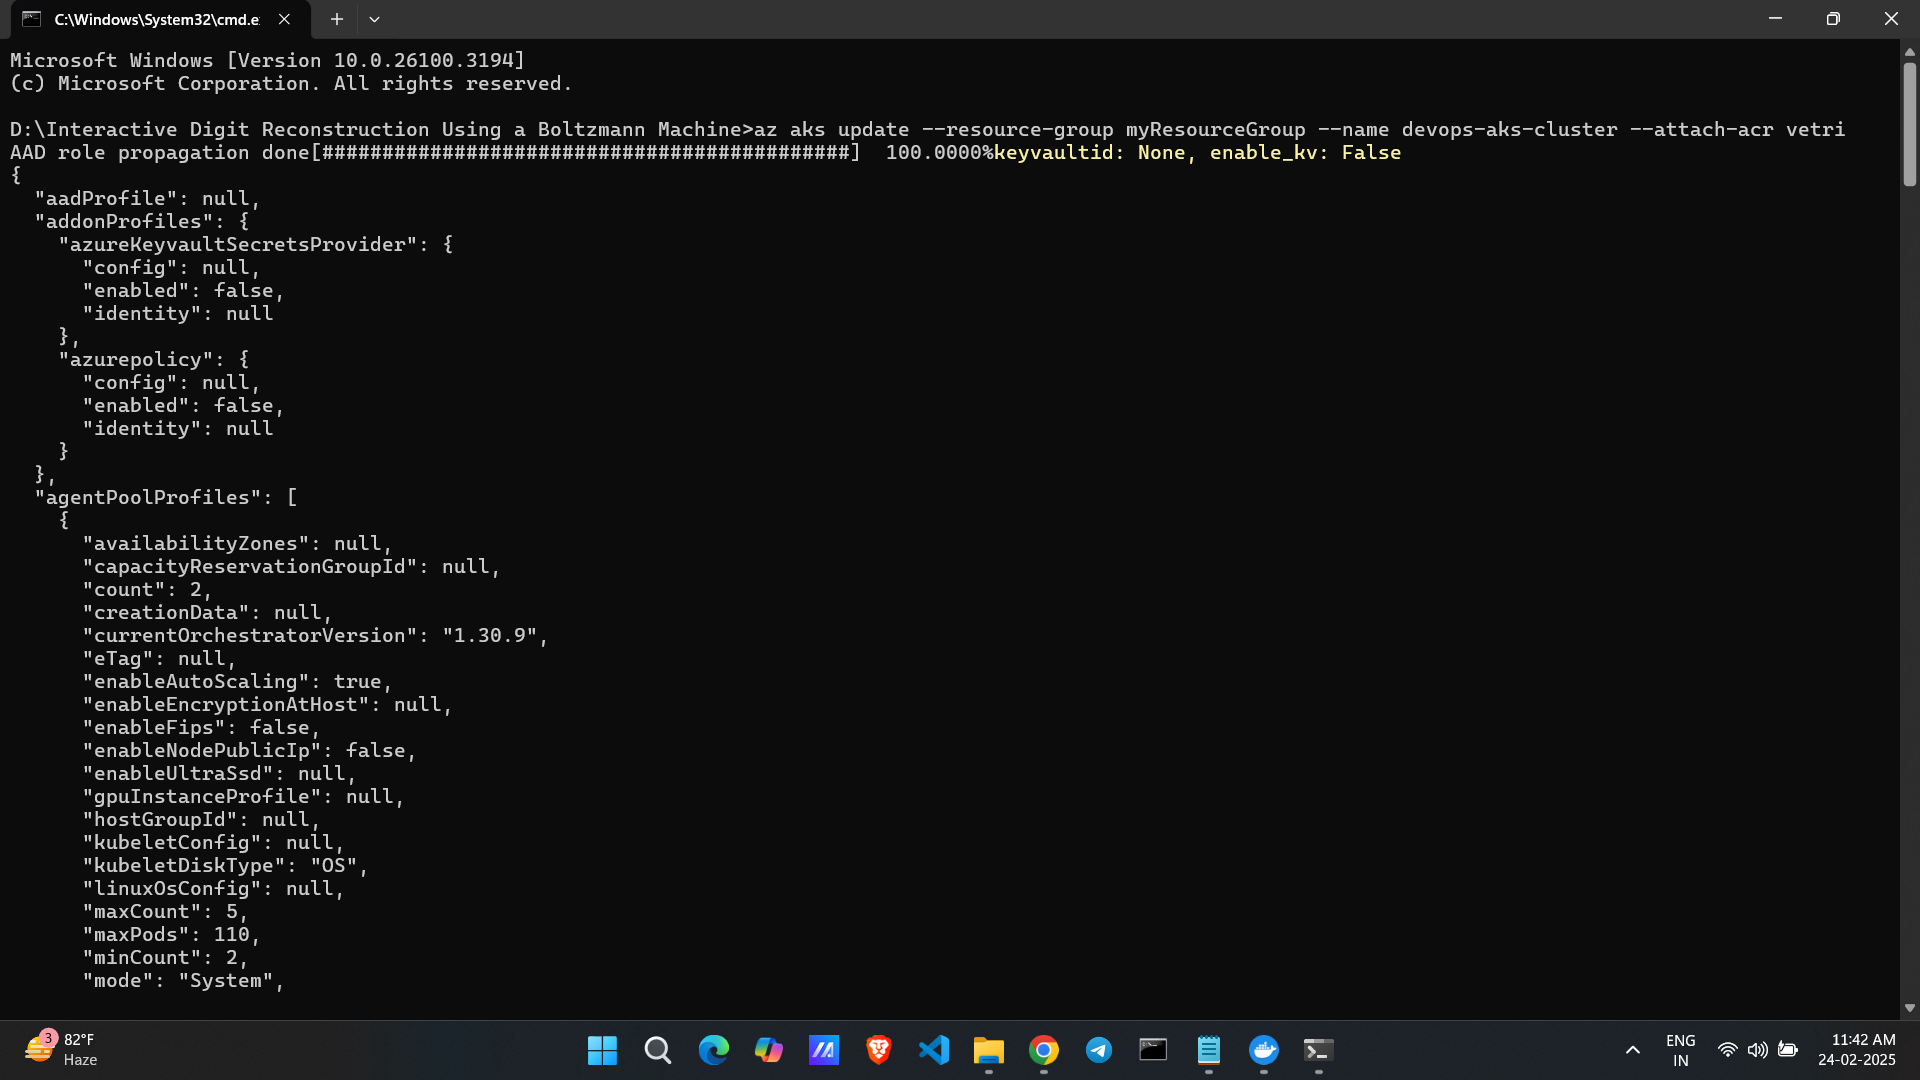 C:\Windows\System32\cmd.e
Microsoft Windows [Version 10.0.26100.3194]
(c) Microsoft Corporation. All rights reserved.
D:\Interactive Digit Reconstruction Using a Boltzmann Machine>az aks update --resource-group myResourceGroup --name devops-aks-cluster --attach-acr vetri
AAD role propagation done[############################################]  100.0000%keyvaultid: None, enable_kv: False
{
  "aadProfile": null,
  "addonProfiles": {
    "azureKeyvaultSecretsProvider": {
      "config": null,
      "enabled": false,
      "identity": null
    },
    "azurepolicy": {
      "config": null,
      "enabled": false,
      "identity": null
    }
  },
  "agentPoolProfiles": [
    {
      "availabilityZones": null,
      "capacityReservationGroupId": null,
      "count": 2,
      "creationData": null,
      "currentOrchestratorVersion": "1.30.9",
      "eTag": null,
      "enableAutoScaling": true,
      "enableEncryptionAtHost": null,
      "enableFips": false,
      "enableNodePublicIp": false,
      "enableUltraSsd": null,
      "gpuInstanceProfile": null,
      "hostGroupId": null,
      "kubeletConfig": null,
      "kubeletDiskType": "OS",
      "linuxOsConfig": null,
      "maxCount": 5,
      "maxPods": 110,
      "minCount": 2,
      "mode": "System",
3
82°F
Haze
ENG
IN
11:42 AM
24-02-2025